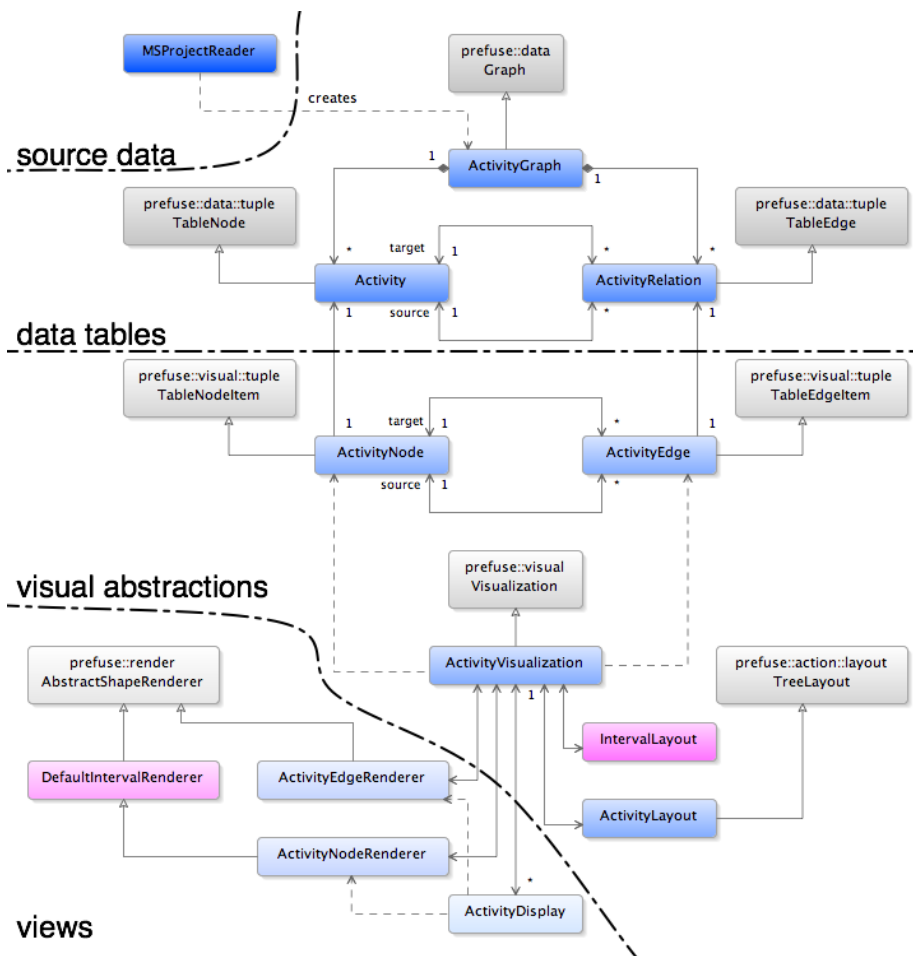 MSProjectReader
prefuse::data
Graph
creates
source data
1
ActivityGraph
1
prefuse::data::tuple
TableNode
prefuse::data::tuple
TableEdge
*
target
1
*
*
Activity
ActivityRelation
1
source
1
*
1
data tables
prefuse::visual::tuple
TableNodeItem
prefuse::visual::tuple
TableEdgeItem
1
target
1
*
1
ActivityNode
ActivityEdge
source
1
*
prefuse::visual
Visualization
visual abstractions
prefuse::render
AbstractShapeRenderer
ActivityVisualization
prefuse::action::layout
TreeLayout
1
IntervalLayout
DefaultIntervalRenderer
ActivityEdgeRenderer
ActivityLayout
ActivityNodeRenderer
*
ActivityDisplay
views